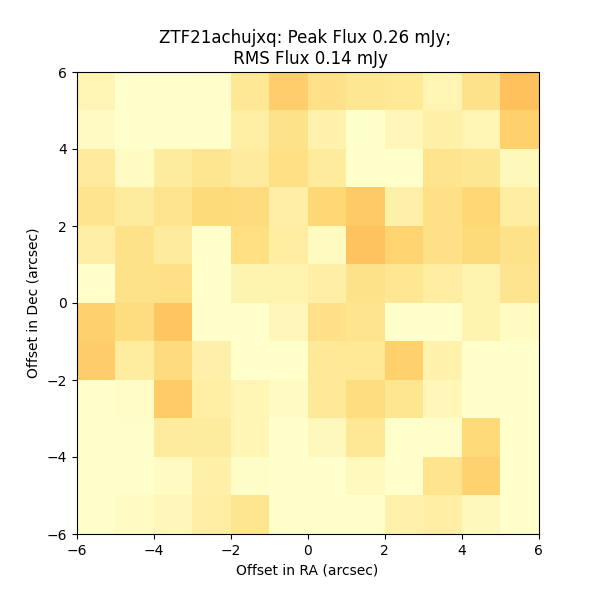 ZTF21achujxq: Peak Flux 0.26 mJy;
RMS Flux 0.14 mJy
6
4
2
0
−2
−4
−6
Offset in Dec (arcsec)
−6 −4 −2 0 2 4 6
Offset in RA (arcsec)